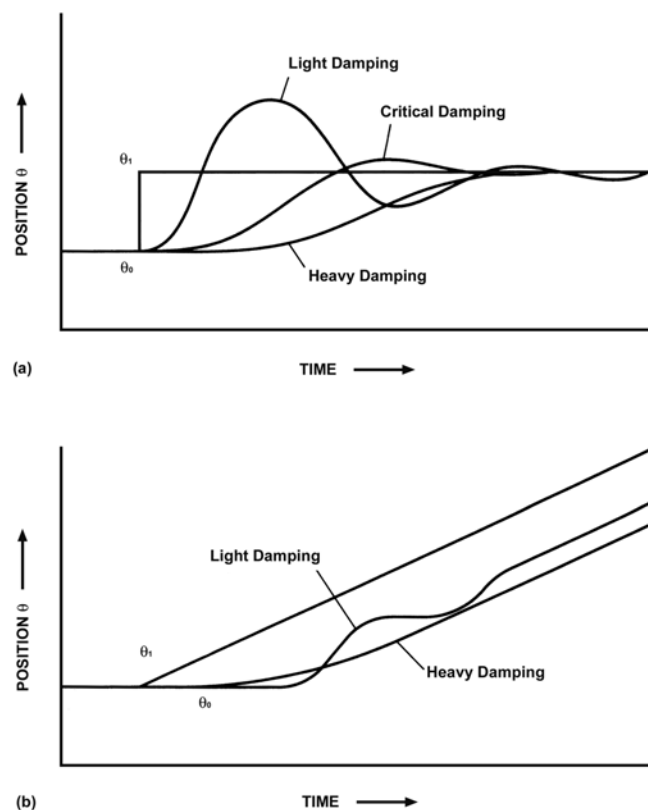 Light Damping
Critical Damping
θ₁
POSITION θ
θ₀
Heavy Damping
(a)
TIME
Light Damping
POSITION θ
θ₁
Heavy Damping
θ₀
(b)
TIME